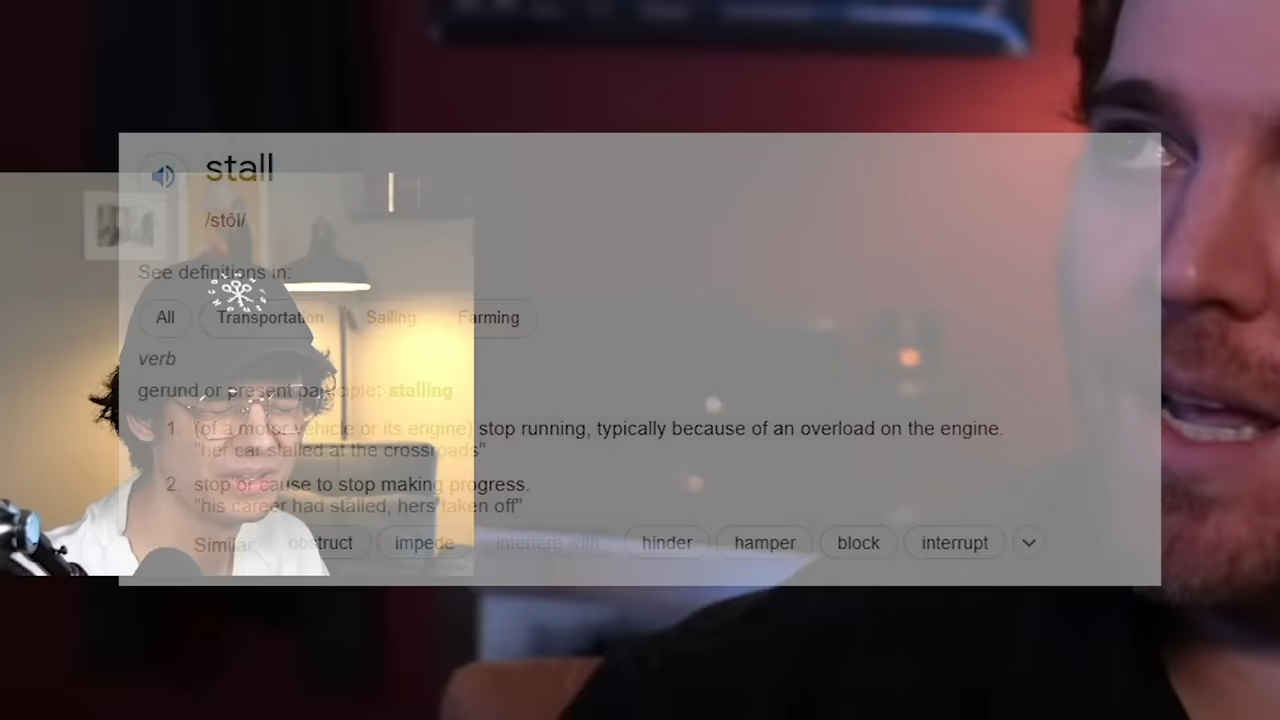 stall
/stôl/
See definitions in:
All Transportation Sailing Farming
verb
gerund or present participle: stalling
1. (of a motor vehicle or its engine) stop running, typically because of an overload on the engine.
"her car stalled at the crossroads"
2. stop or cause to stop making progress.
"his career had stalled, hers taken off"
Similar: obstruct impede interfere with hinder hamper block interrupt